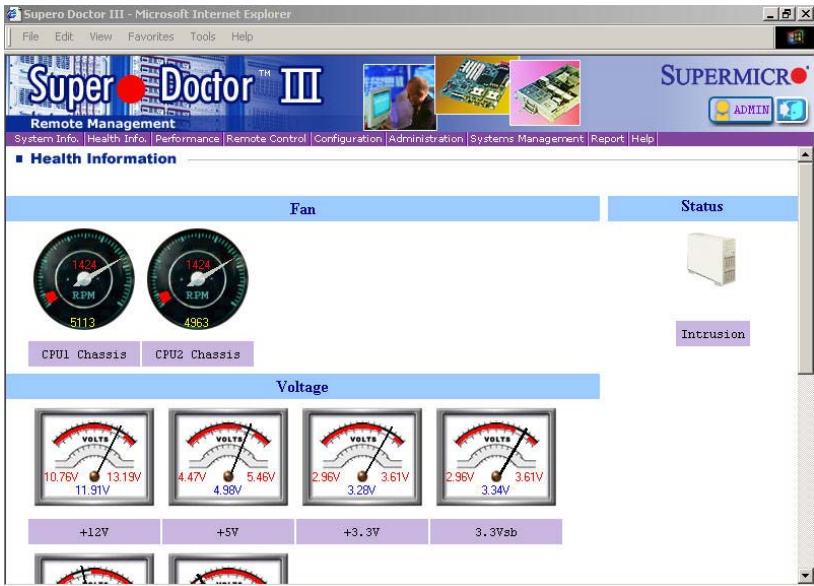 Supero Doctor III - Microsoft Internet Explorer
File Edit View Favorites Tools Help
Super Doctor™ III
SUPERMICR
Remote Management
ADMIN
System Info. Health Info. Performance Remote Control Configuration Administration Systems Management Report Help
Health Information
Fan
Status
1424
RPM
5113
1424
RPM
4963
CPU1 Chassis
CPU2 Chassis
Intrusion
Voltage
VOLTS
10.76V 13.19V
11.91V
VOLTS
4.47V 5.46V
4.98V
VOLTS
2.96V 3.61V
3.28V
VOLTS
2.96V 3.61V
3.34V
+12V
+5V
+3.3V
3.3Vsb